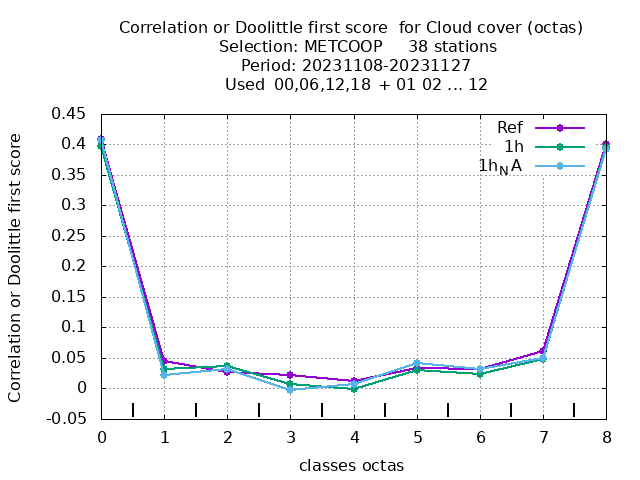 Correlation or Doolittle first score  for Cloud cover (octas)
Selection: METCOOP     38 stations
Period: 20231108-20231127
Used  00,06,12,18 + 01 02 ... 12
Correlation or Doolittle first score
0.45
0.4
0.35
0.3
0.25
0.2
0.15
0.1
0.05
0
-0.05
Ref
1h
1h_NA
0 1 2 3 4 5 6 7 8
classes octas